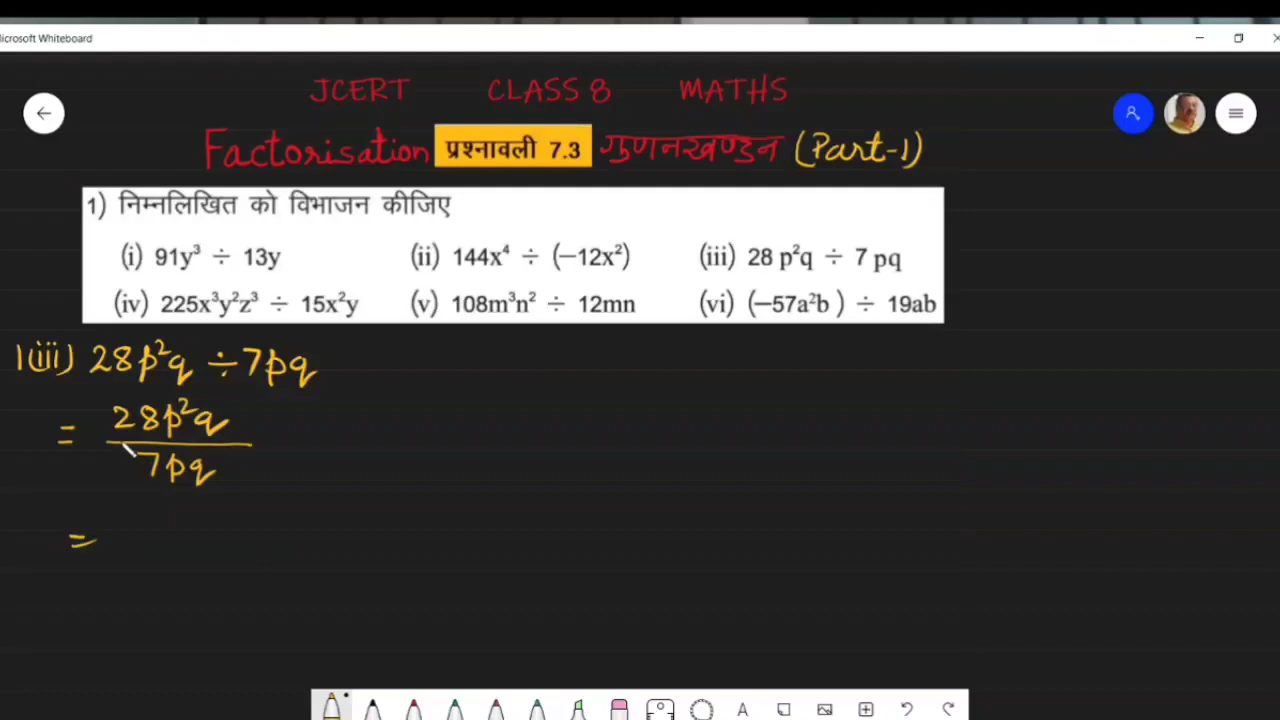 icrosoft Whiteboard
JCERT CLASS 8 MATHS
Factorisation प्रश्नावली 7.3 गुणनखण्डन (Part-1)
1) निम्नलिखित को विभाजन कीजिए
(i) 91y³ ÷ 13y (ii) 144x⁴ ÷ (−12x²) (iii) 28 p²q ÷ 7 pq
(iv) 225x³y²z³ ÷ 15x²y (v) 108m³n² ÷ 12mn (vi) (−57a²b ) ÷ 19ab
1(iii) 28p²q ÷ 7pq
= 28p²q
7pq
=
A